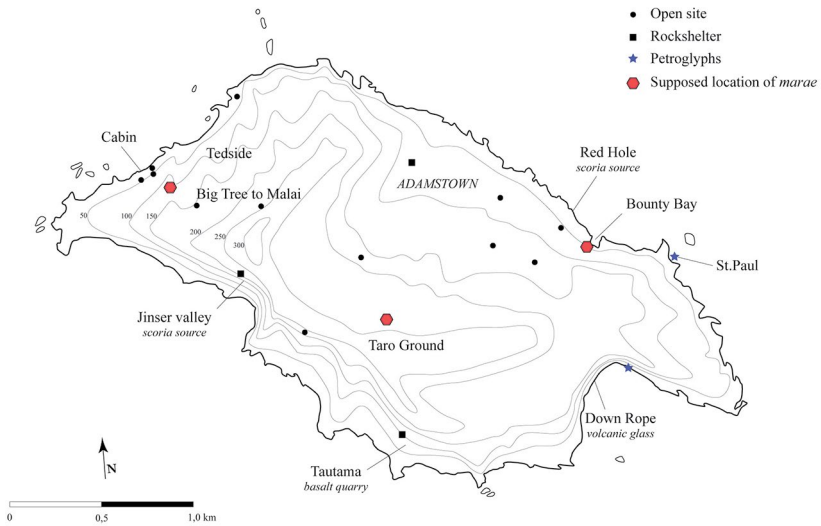 Open site
Rockshelter
Petroglyphs
Supposed location of marae
Cabin
Tedside
Big Tree to Malai
ADAMSTOWN
Red Hole
scoria source
Bounty Bay
St.Paul
50
100
150
200
250
300
Jinser valley
scoria source
Taro Ground
Down Rope
volcanic glass
Tautama
basalt quarry
N
0
0,5
1,0 km